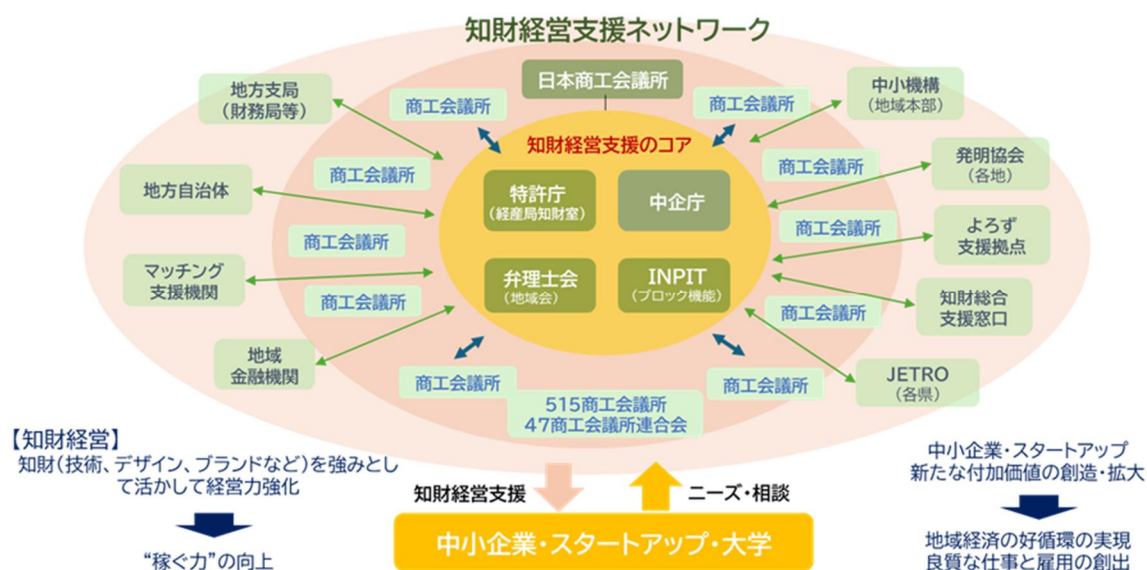 知財経営支援ネットワーク
日本商工会議所
地方支局
(財務局等)
商工会議所
商工会議所
中小機構
(地域本部)
知財経営支援のコア
商工会議所
商工会議所
発明協会
(各地)
地方自治体
特許庁
(経産局知財室)
中企庁
商工会議所
商工会議所
よろず
支援拠点
マッチング
支援機関
弁理士会
(地域会)
INPIT
(ブロック機能)
商工会議所
商工会議所
知財総合
支援窓口
地域
金融機関
商工会議所
商工会議所
JETRO
(各県)
515商工会議所
47商工会議所連合会
【知財経営】
知財(技術、デザイン、ブランドなど)を強みとし
て活かして経営力強化
“稼ぐ力”の向上
知財経営支援
ニーズ・相談
中小企業・スタートアップ・大学
中小企業・スタートアップ
新たな付加価値の創造・拡大
地域経済の好循環の実現
良質な仕事と雇用の創出